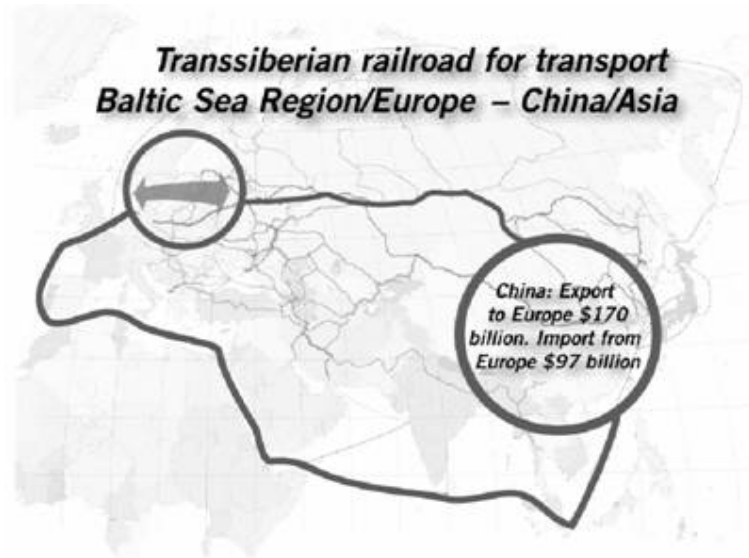 Transsiberian railroad for transport
Baltic Sea Region/Europe – China/Asia
China: Export
to Europe $170
billion. Import from
Europe $97 billion